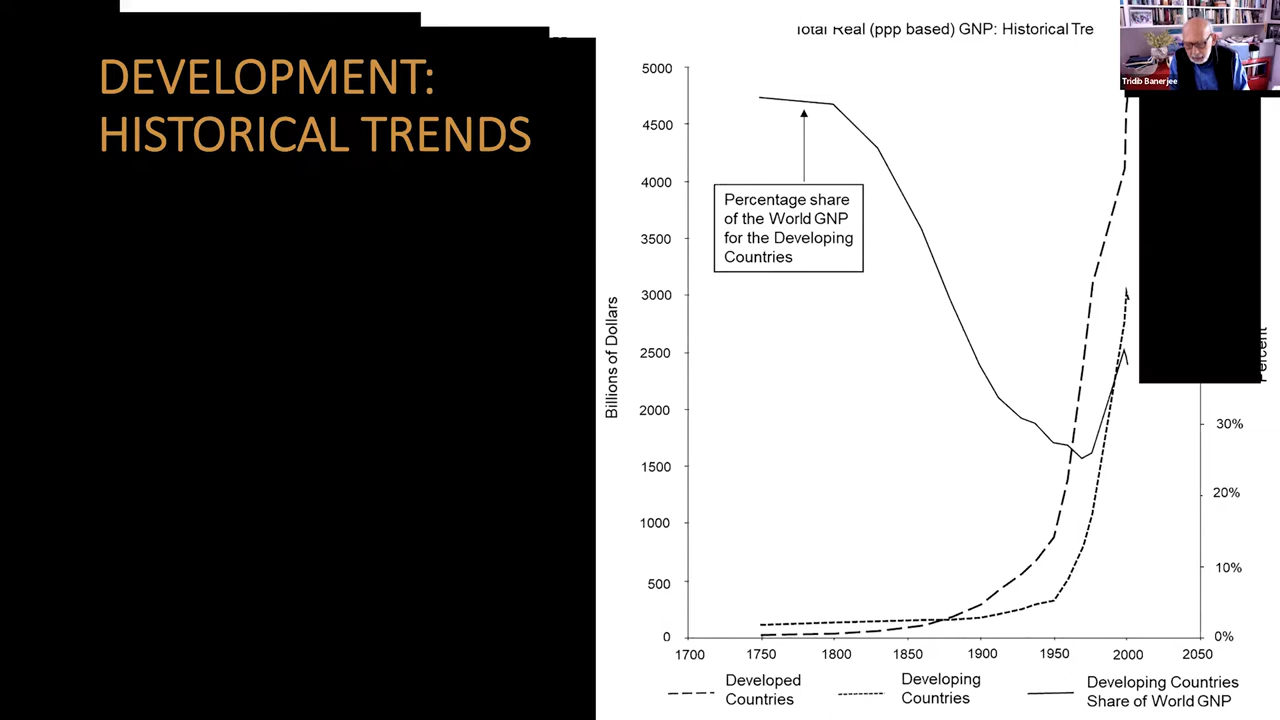 DEVELOPMENT:
HISTORICAL TRENDS
Total Real (ppp based) GNP: Historical Tre
Tridib Banerjee
5000
4500
4000
3500
3000
2500
2000
1500
1000
500
0
Billions of Dollars
Percentage share
of the World GNP
for the Developing
Countries
Percent
30%
20%
10%
0%
1700 1750 1800 1850 1900 1950 2000 2050
Developed
Countries
Developing
Countries
Developing Countries
Share of World GNP